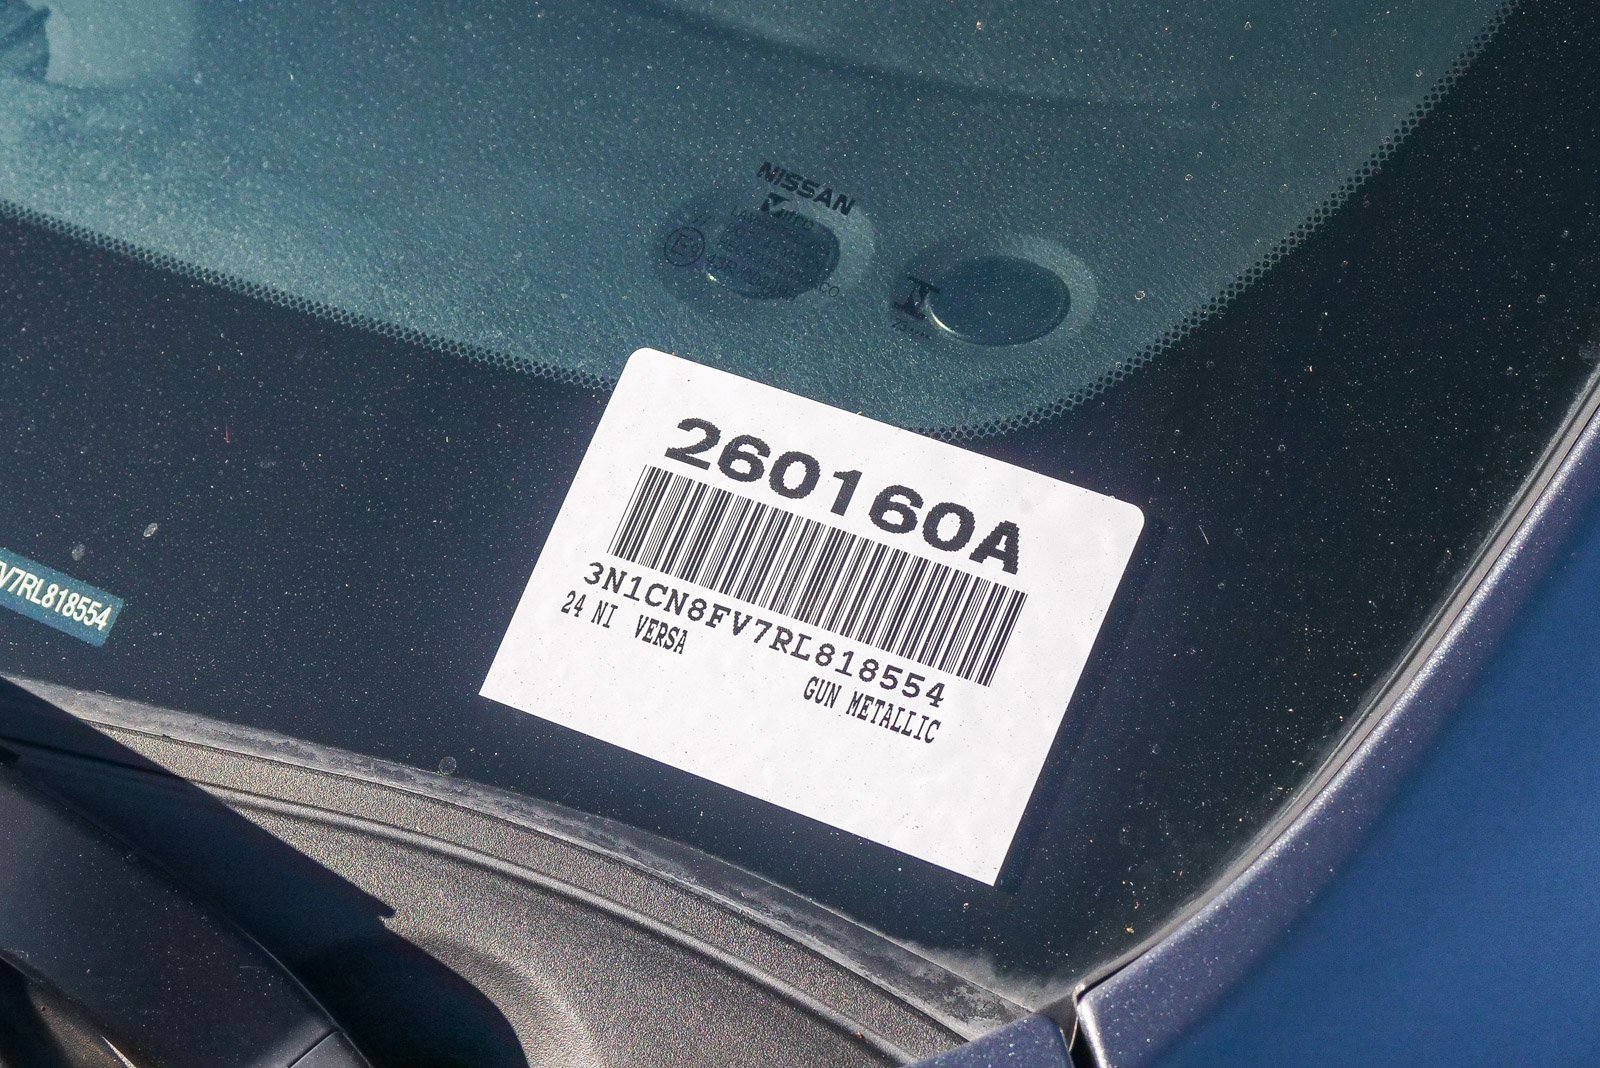 NISSAN
260160A
3N1CN8FV7RL818554
24 NI VERSA
GUN METALLIC
V7RL818554